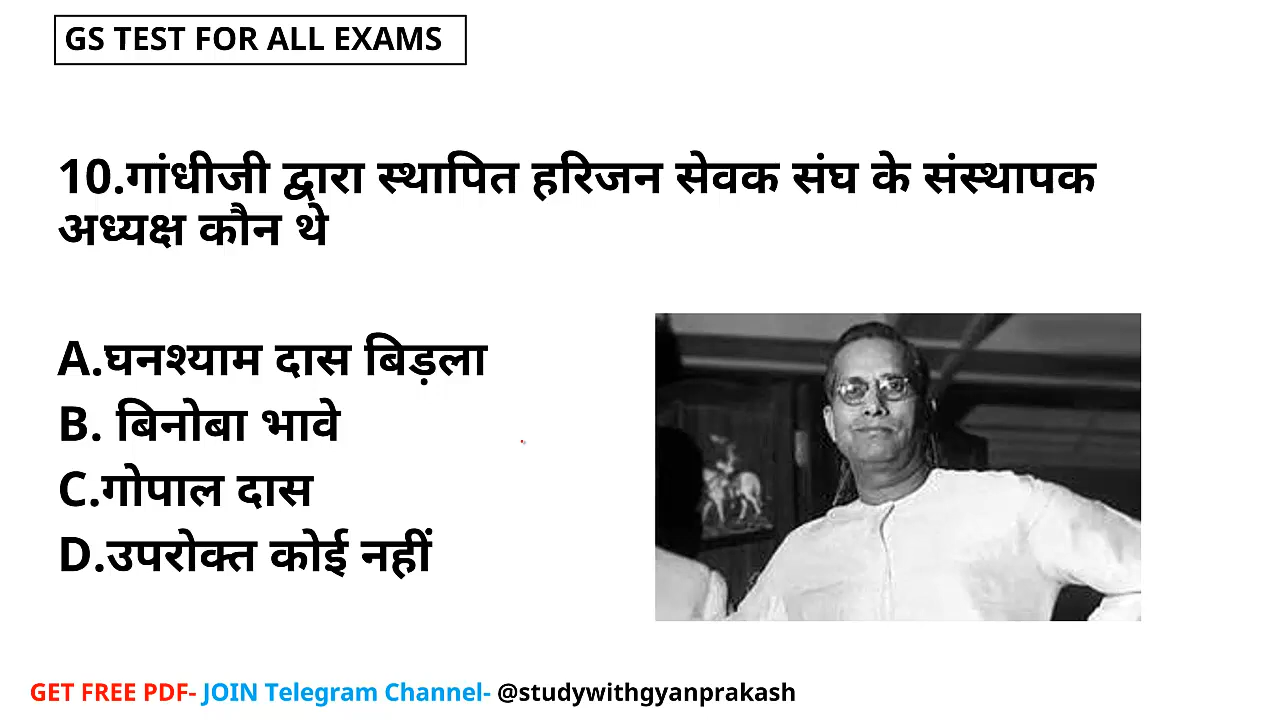 GS TEST FOR ALL EXAMS
10.गांधीजी द्वारा स्थापित हरिजन सेवक संघ के संस्थापक
अध्यक्ष कौन थे
A.घनश्याम दास बिड़ला
B. बिनोबा भावे
C.गोपाल दास
D.उपरोक्त कोई नहीं
GET FREE PDF- JOIN Telegram Channel- @studywithgyanprakash